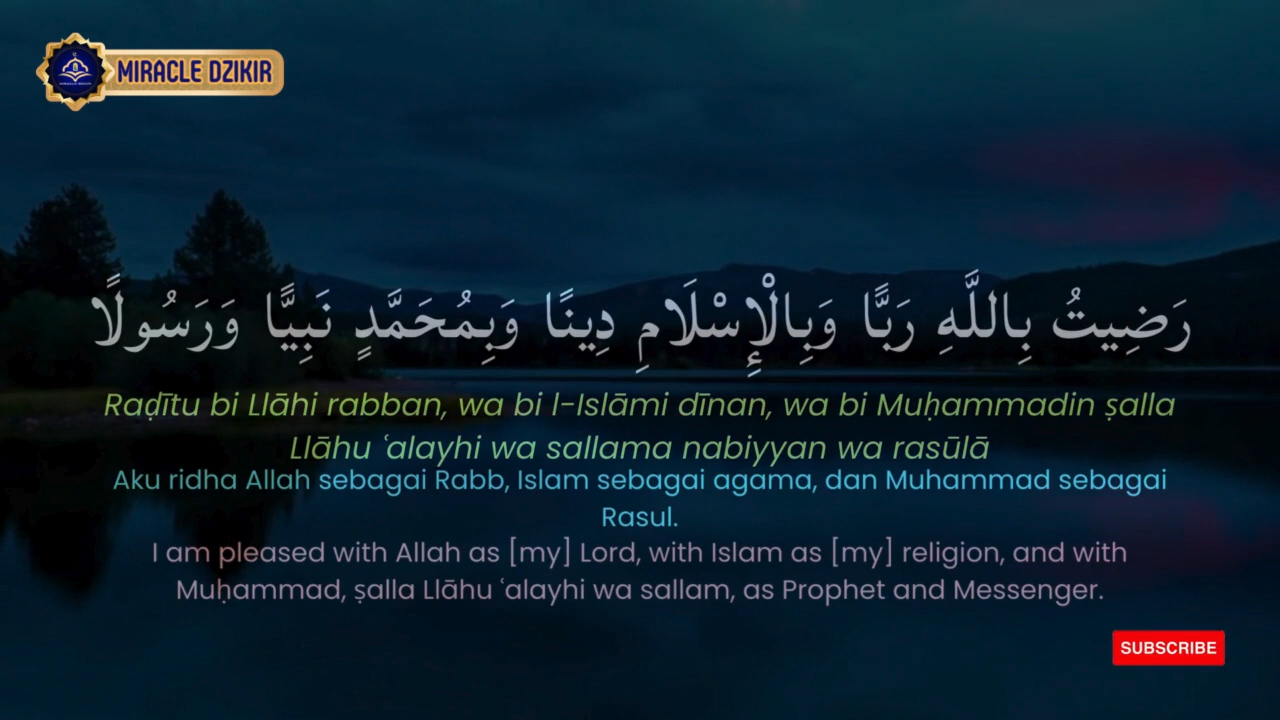 MIRACLE DZIKIR
رَضِيتُ بِاللَّهِ رَبًّا وَبِالْإِسْلَامِ دِينًا وَبِمُحَمَّدٍ نَبِيًّا وَرَسُولًا
Raḍītu bi Llāhi rabban, wa bi l-Islāmi dīnan, wa bi Muḥammadin ṣalla
Llāhu ʿalayhi wa sallama nabiyyan wa rasūlā
Aku ridha Allah sebagai Rabb, Islam sebagai agama, dan Muhammad sebagai
Rasul.
I am pleased with Allah as [my] Lord, with Islam as [my] religion, and with
Muḥammad, ṣalla Llāhu ʿalayhi wa sallam, as Prophet and Messenger.
SUBSCRIBE